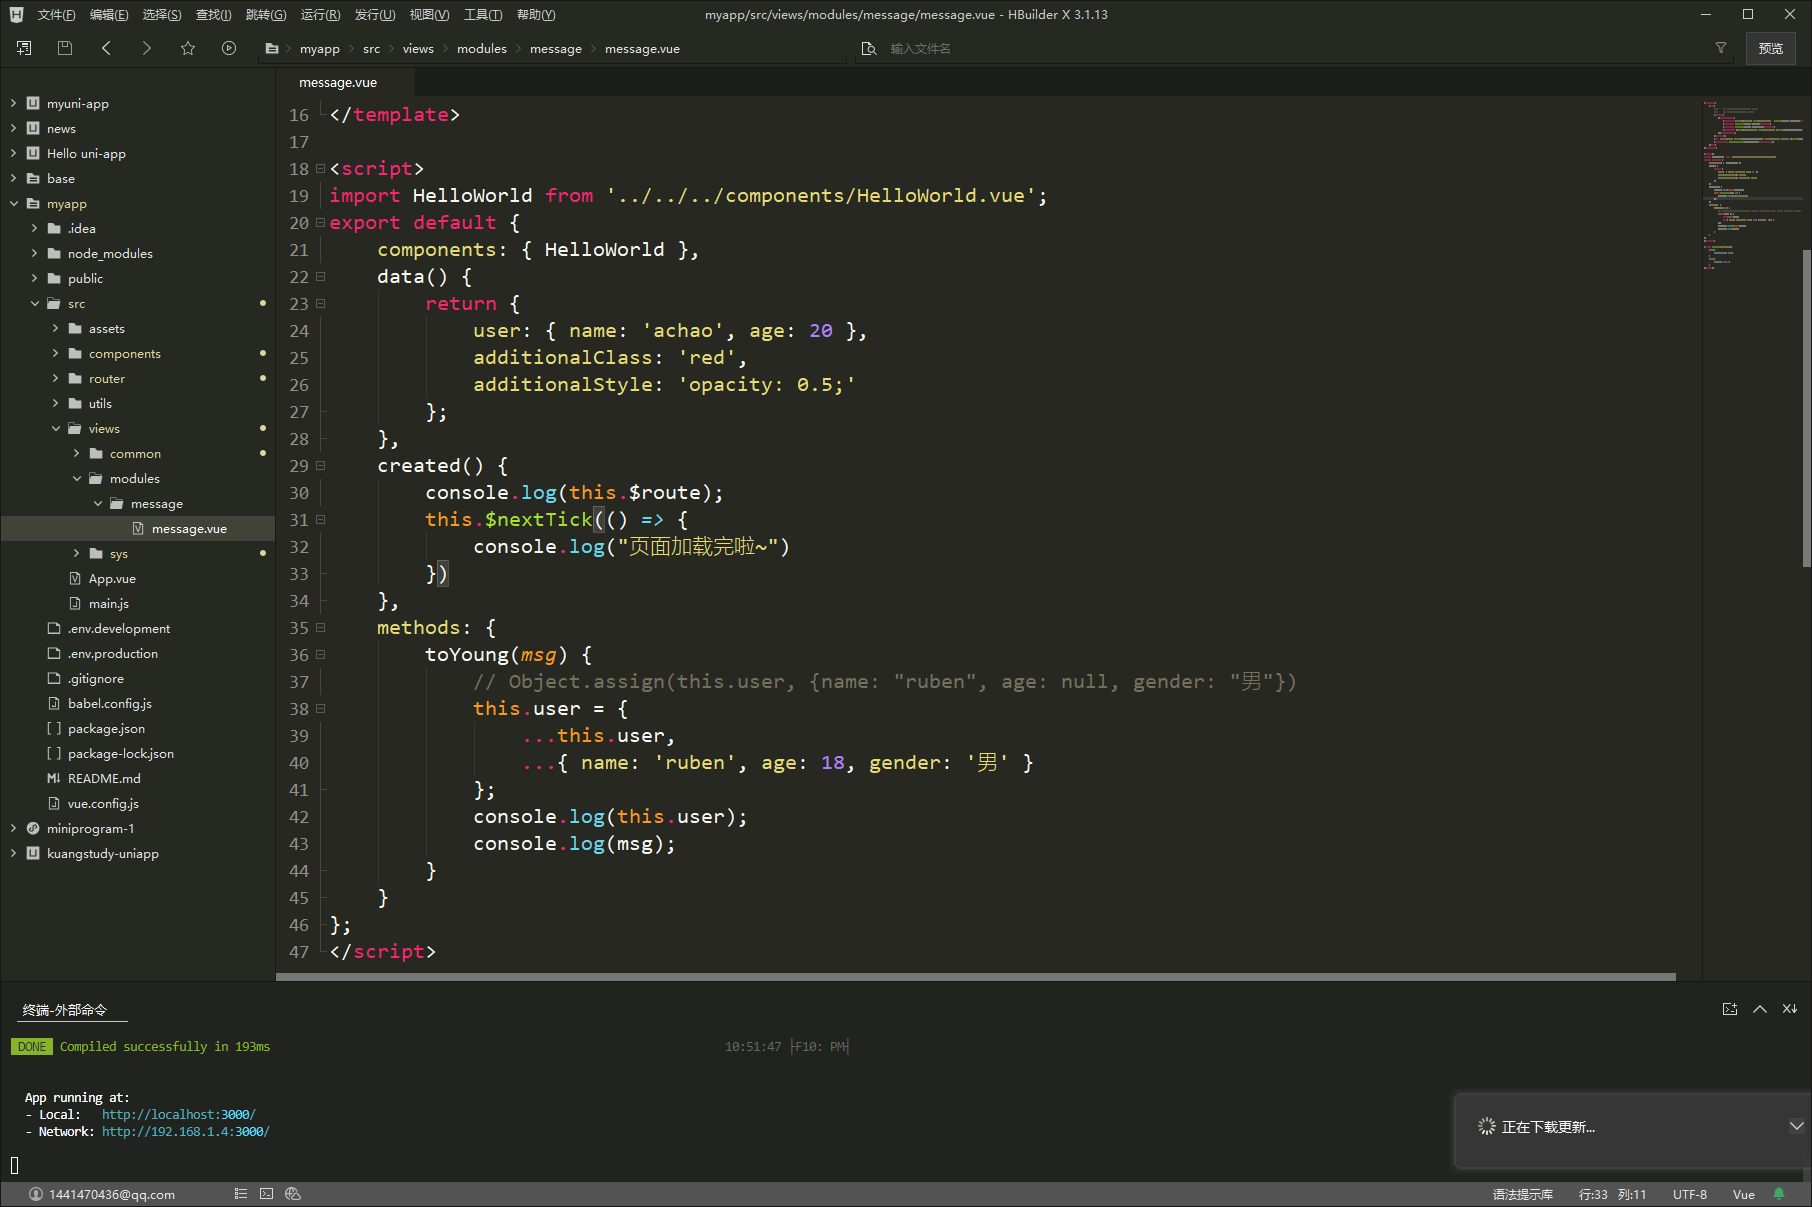 文件(F) 编辑(E) 选择(S) 查找(I) 跳转(G) 运行(R) 发行(U) 视图(V) 工具(T) 帮助(Y) myapp/src/views/modules/message/message.vue - HBuilder X 3.1.13
myapp src views modules message message.vue 输入文件名 预览
message.vue
myuni-app
news
Hello uni-app
base
myapp
.idea
node_modules
public
src
assets
components
router
utils
views
common
modules
message
message.vue
sys
App.vue
main.js
.env.development
.env.production
.gitignore
babel.config.js
package.json
package-lock.json
README.md
vue.config.js
miniprogram-1
kuangstudy-uniapp
16 </template>
17
18 <script>
19 import HelloWorld from '../../../components/HelloWorld.vue';
20 export default {
21 components: { HelloWorld },
22 data() {
23 return {
24 user: { name: 'achao', age: 20 },
25 additionalClass: 'red',
26 additionalStyle: 'opacity: 0.5;'
27 };
28 },
29 created() {
30 console.log(this.$route);
31 this.$nextTick(() => {
32 console.log("页面加载完啦~")
33 })
34 },
35 methods: {
36 toYoung(msg) {
37 // Object.assign(this.user, {name: "ruben", age: null, gender: "男"})
38 this.user = {
39 ...this.user,
40 ...{ name: 'ruben', age: 18, gender: '男' }
41 };
42 console.log(this.user);
43 console.log(msg);
44 }
45 }
46 };
47 </script>
终端-外部命令
DONE Compiled successfully in 193ms 10:51:47 ├F10: PM┤
App running at:
- Local: http://localhost:3000/
- Network: http://192.168.1.4:3000/
正在下载更新...
1441470436@qq.com 语法提示库 行:33 列:11 UTF-8 Vue